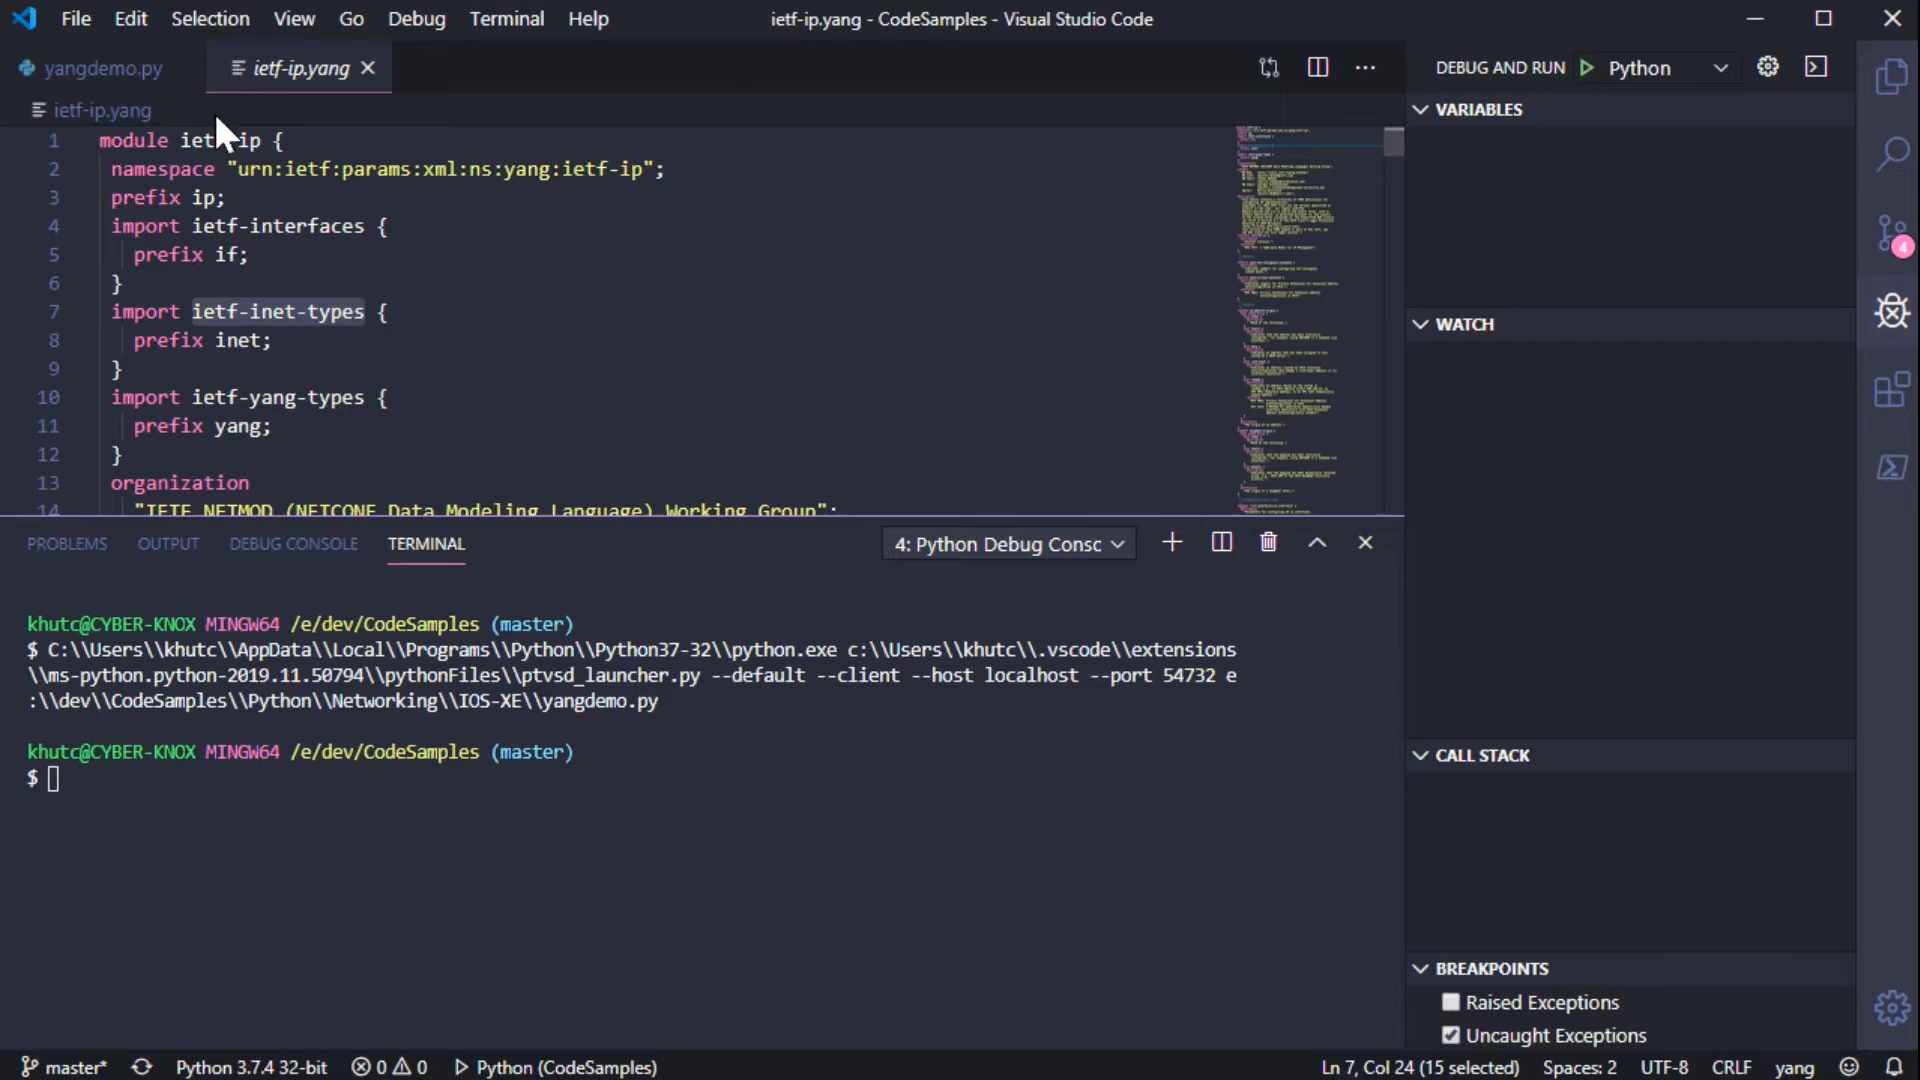 File Edit Selection View Go Debug Terminal Help
ietf-ip.yang - CodeSamples - Visual Studio Code
yangdemo.py
ietf-ip.yang
DEBUG AND RUN
Python
ietf-ip.yang
VARIABLES
1 module ietf-ip {
2 namespace "urn:ietf:params:xml:ns:yang:ietf-ip";
3 prefix ip;
4 import ietf-interfaces {
5 prefix if;
6 }
7 import ietf-inet-types {
8 prefix inet;
9 }
10 import ietf-yang-types {
11 prefix yang;
12 }
13 organization
14 "IETF NETMOD (NETCONF Data Modeling Language) Working Group";
4
WATCH
PROBLEMS OUTPUT DEBUG CONSOLE TERMINAL
4: Python Debug Consc
khutc@CYBER-KNOX MINGW64 /e/dev/CodeSamples (master)
$ C:\\Users\\khutc\\AppData\\Local\\Programs\\Python\\Python37-32\\python.exe c:\\Users\\khutc\\.vscode\\extensions
\\ms-python.python-2019.11.50794\\pythonFiles\\ptvsd_launcher.py --default --client --host localhost --port 54732 e
:\\dev\\CodeSamples\\Python\\Networking\\IOS-XE\\yangdemo.py
khutc@CYBER-KNOX MINGW64 /e/dev/CodeSamples (master)
$
CALL STACK
BREAKPOINTS
Raised Exceptions
Uncaught Exceptions
master* Python 3.7.4 32-bit 0 0 Python (CodeSamples) Ln 7, Col 24 (15 selected) Spaces: 2 UTF-8 CRLF yang